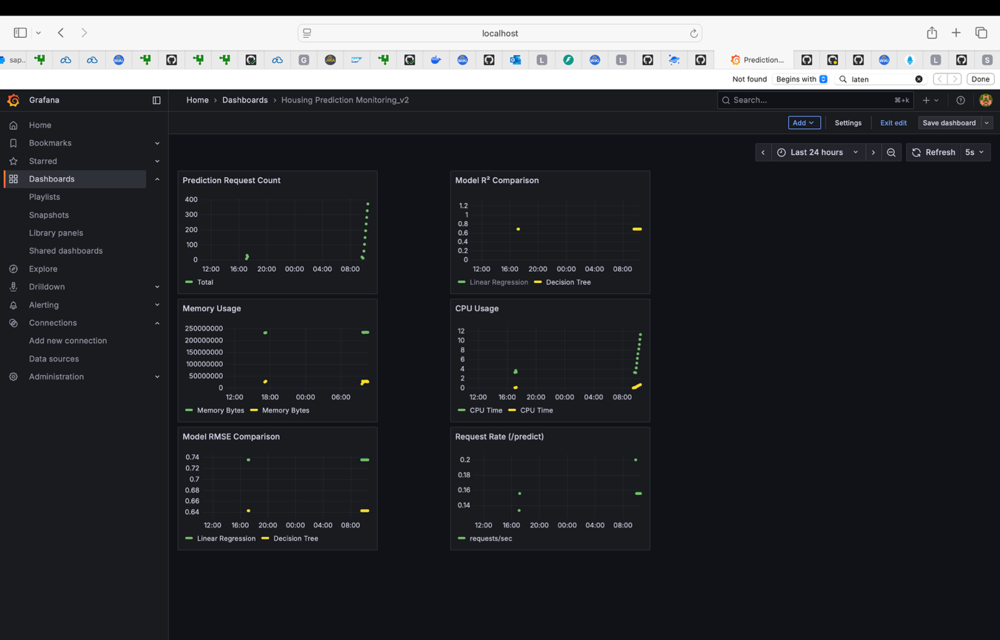 localhost
sap..
WiKi
G
JIRA
SAP
WiKi
L
WiKi
L
Prediction...
WiKi
L
S
Not found Begins with laten Done
Grafana
Home › Dashboards › Housing Prediction Monitoring_v2
Search... ⌘+k
Add Settings Exit edit Save dashboard
Last 24 hours Refresh 5s
Home
Bookmarks
Starred
Dashboards
Playlists
Snapshots
Library panels
Shared dashboards
Explore
Drilldown
Alerting
Connections
Add new connection
Data sources
Administration
Prediction Request Count
400
300
200
100
0
12:00 16:00 20:00 00:00 04:00 08:00
Total
Model R² Comparison
1.2
1
0.8
0.6
0.4
0.2
0
12:00 16:00 20:00 00:00 04:00 08:00
Linear Regression Decision Tree
Memory Usage
250000000
200000000
150000000
100000000
50000000
0
12:00 18:00 00:00 06:00
Memory Bytes Memory Bytes
CPU Usage
12
10
8
6
4
2
0
12:00 16:00 20:00 00:00 04:00 08:00
CPU Time CPU Time
Model RMSE Comparison
0.74
0.72
0.7
0.68
0.66
0.64
12:00 16:00 20:00 00:00 04:00 08:00
Linear Regression Decision Tree
Request Rate (/predict)
0.2
0.18
0.16
0.14
12:00 16:00 20:00 00:00 04:00 08:00
requests/sec